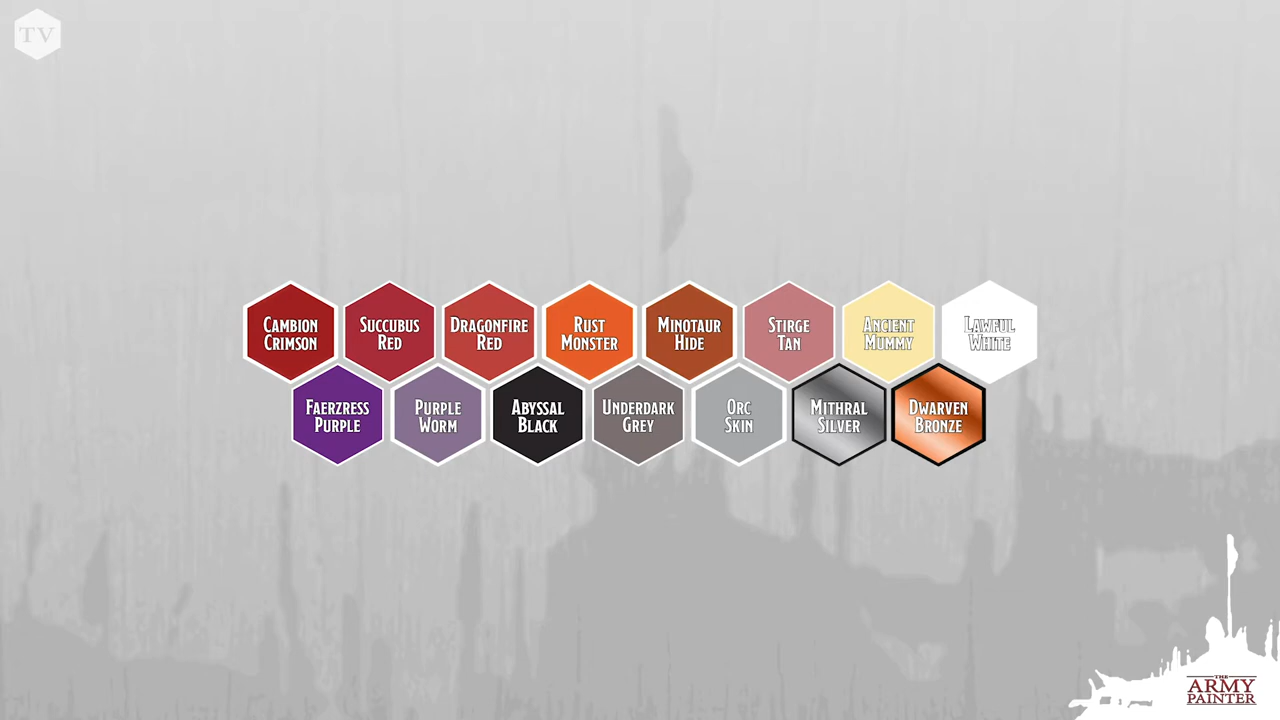 TV
CAMBION
CRIMSON
SUCCUBUS
RED
DRAGONFIRE
RED
RUST
MONSTER
MINOTAUR
HIDE
STIRGE
TAN
ANCIENT
MUMMY
LAWFUL
WHITE
FAERZRESS
PURPLE
PURPLE
WORM
ABYSSAL
BLACK
UNDERDARK
GREY
ORC
SKIN
MITHRAL
SILVER
DWARVEN
BRONZE
THE
ARMY
PAINTER